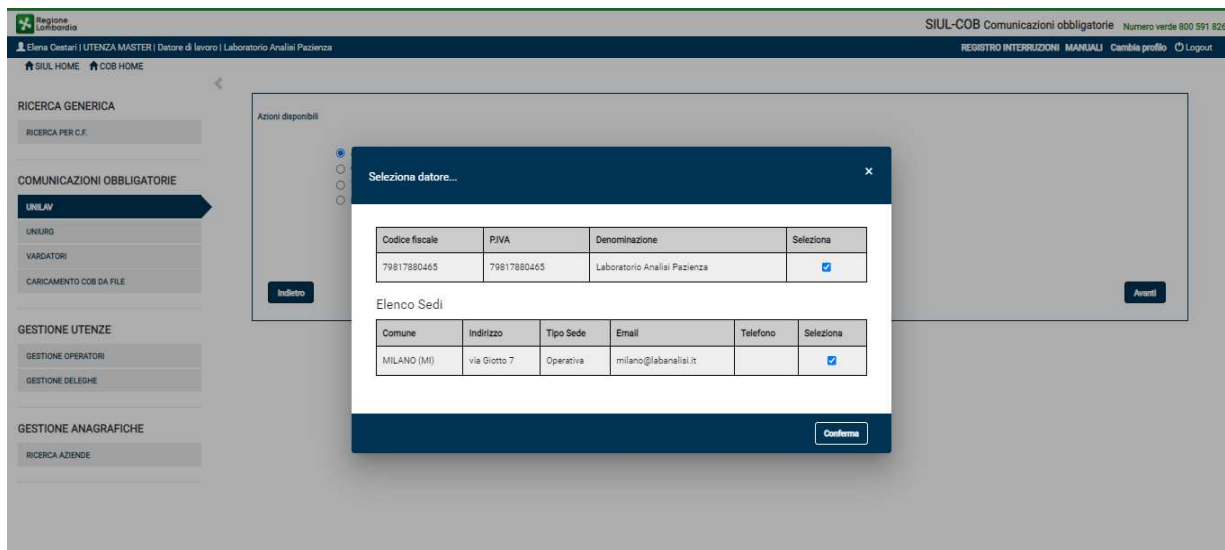 Regione Lombardia
SIUL-COB Comunicazioni obbligatorie Numero verde 800 591 826
Elena Cestari | UTENZA MASTER | Datore di lavoro | Laboratorio Analisi Pazienza
REGISTRO INTERRUZIONI MANUALI Cambia profilo Logout
SIUL HOME COB HOME
RICERCA GENERICA
RICERCA PER C.F.
COMUNICAZIONI OBBLIGATORIE
UNILAV
UNIURG
VARDATORI
CARICAMENTO COB DA FILE
GESTIONE UTENZE
GESTIONE OPERATORI
GESTIONE DELEGHE
GESTIONE ANAGRAFICHE
RICERCA AZIENDE
Azioni disponibili
Seleziona datore... ×
Codice fiscale P.IVA Denominazione Seleziona
79817880465 79817880465 Laboratorio Analisi Pazienza
Elenco Sedi
Comune Indirizzo Tipo Sede Email Telefono Seleziona
MILANO (MI) via Giotto 7 Operativa milano@labanalisi.it
Conferma
Indietro
Avanti